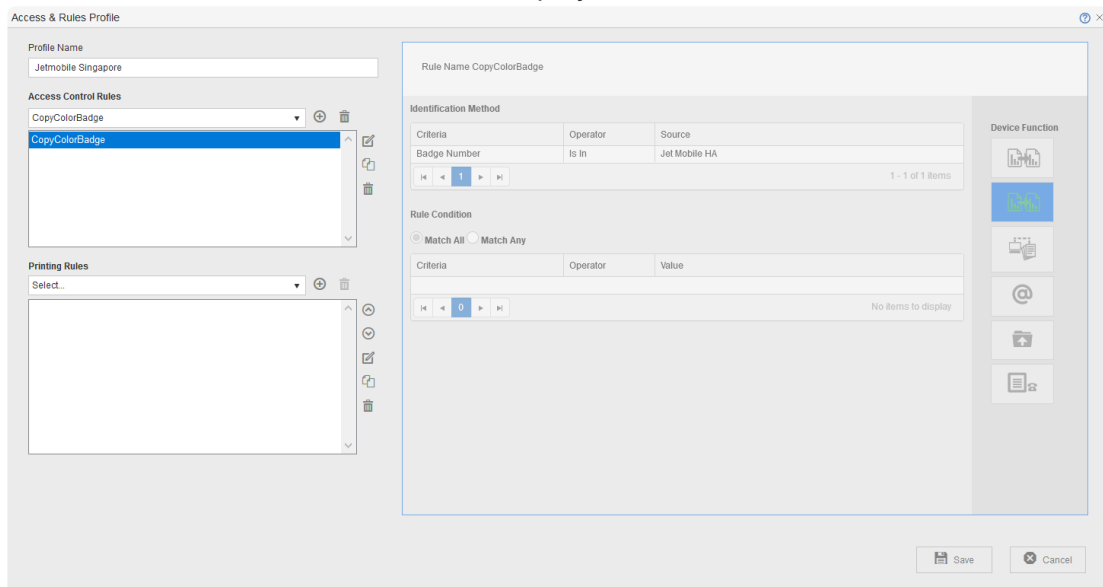 Access & Rules Profile
Profile Name
Jetmobile Singapore
Access Control Rules
CopyColorBadge
CopyColorBadge
Printing Rules
Select...
Rule Name CopyColorBadge
Identification Method
Criteria Operator Source
Badge Number Is In Jet Mobile HA
1
1 - 1 of 1 items
Rule Condition
Match All Match Any
Criteria Operator Value
0
No items to display
Device Function
@
Save Cancel